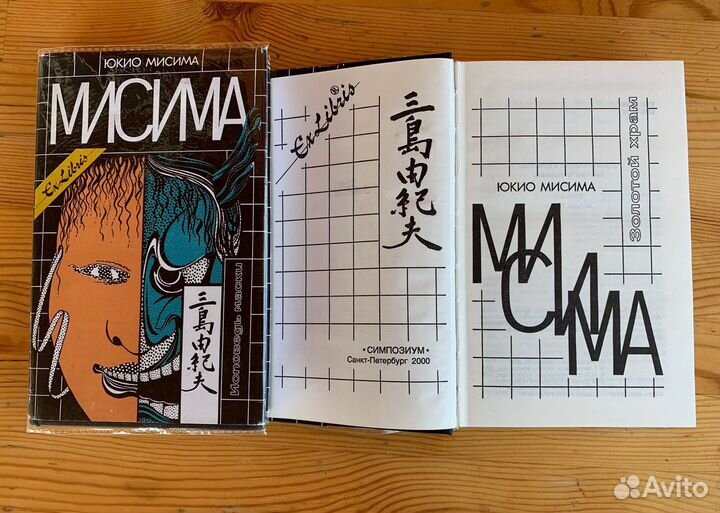 ЮКИО МИСИМА
МИСИМА
Ex Libris
Исповедь маски
三島由紀夫
Ex Libris®
三島由紀夫
• СИМПОЗИУМ •
Санкт-Петербург 2000
Золотой храм
ЮКИО МИСИМА
МИСИМА
Avito